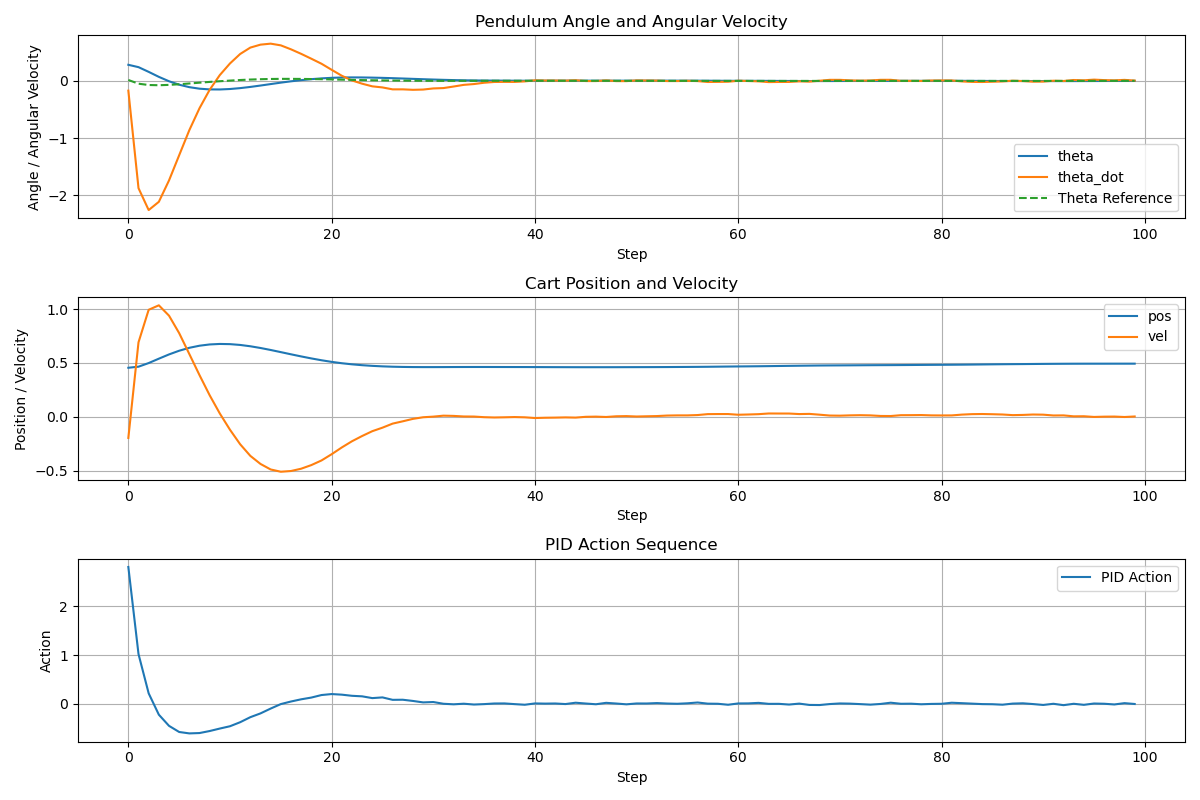 Pendulum Angle and Angular Velocity
Angle / Angular Velocity
0
−1
−2
theta
theta_dot
Theta Reference
0 20 40 60 80 100
Step
Cart Position and Velocity
Position / Velocity
1.0
0.5
0.0
−0.5
pos
vel
0 20 40 60 80 100
Step
PID Action Sequence
Action
2
1
0
PID Action
0 20 40 60 80 100
Step